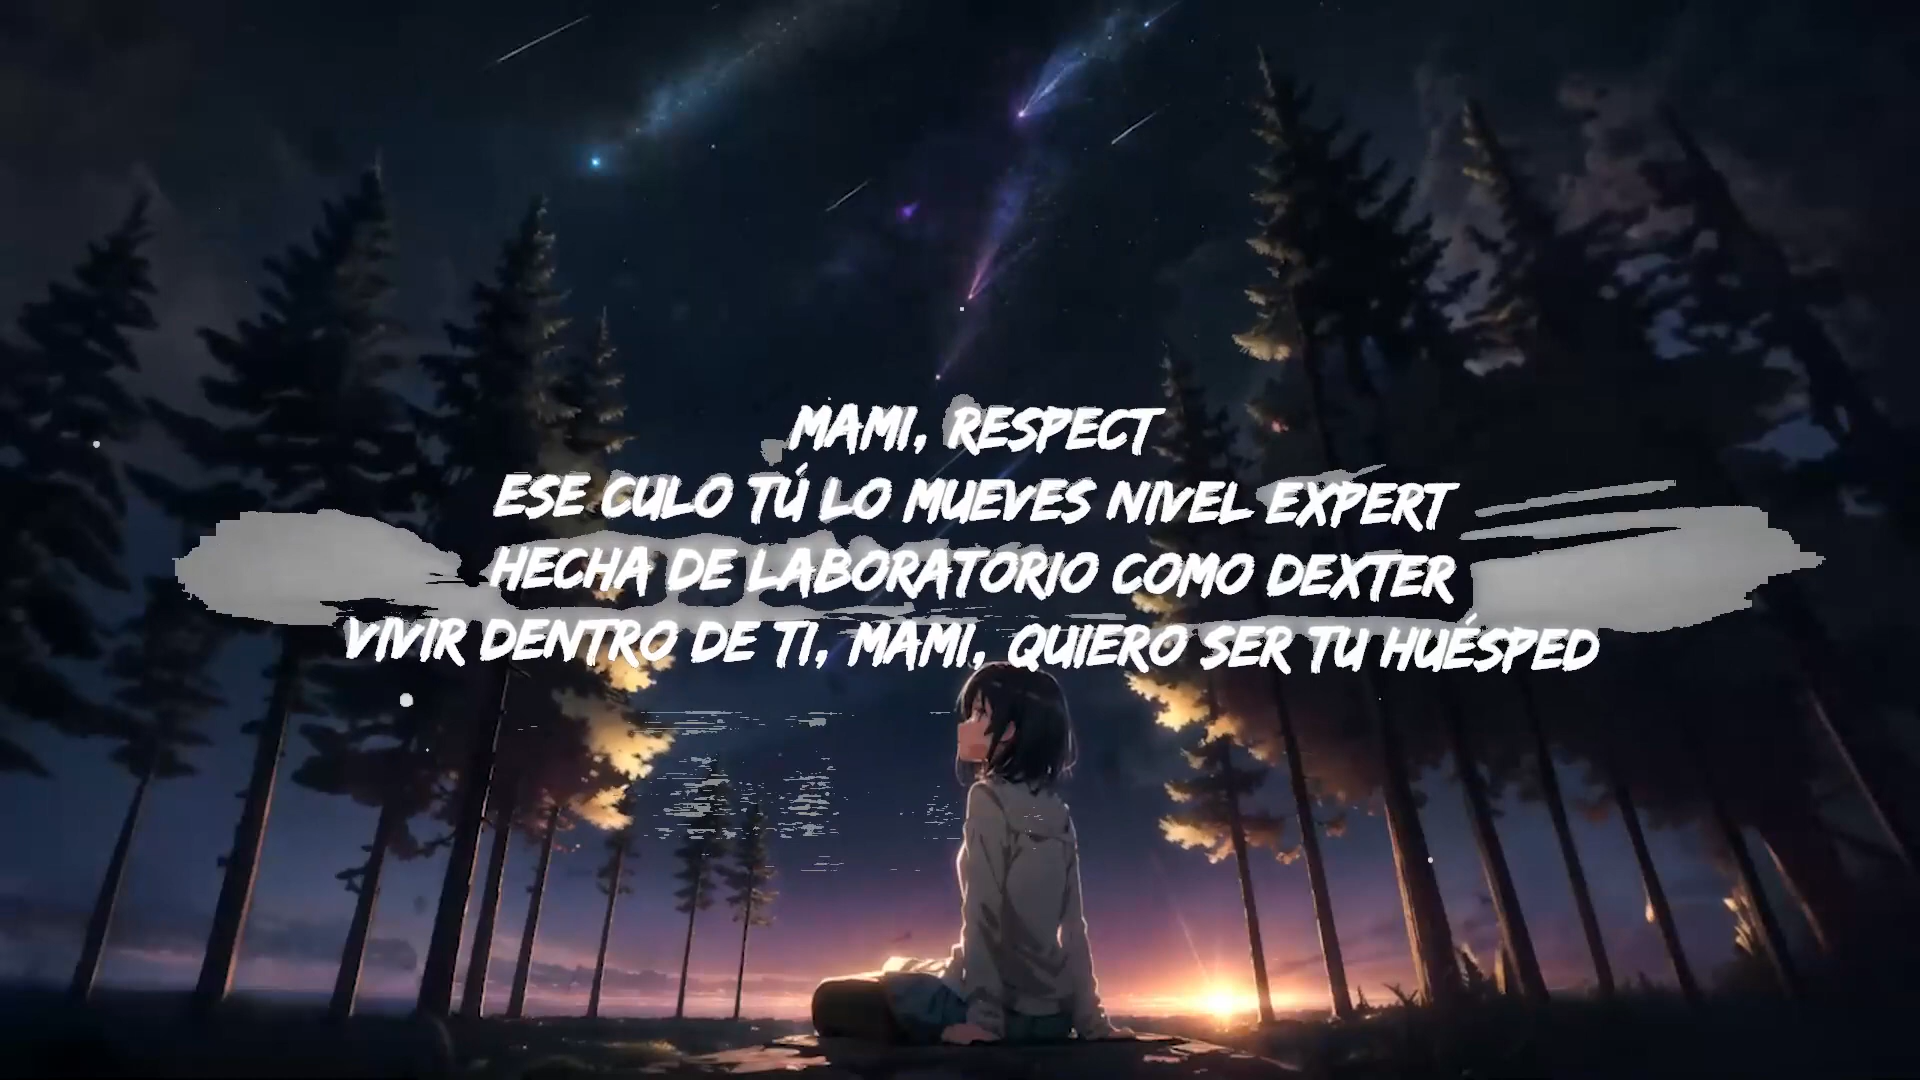 MAMI, RESPECT
ESE CULO TÚ LO MUEVES NIVEL EXPERT
HECHA DE LABORATORIO COMO DEXTER
VIVIR DENTRO DE TI, MAMI, QUIERO SER TU HUÉSPED